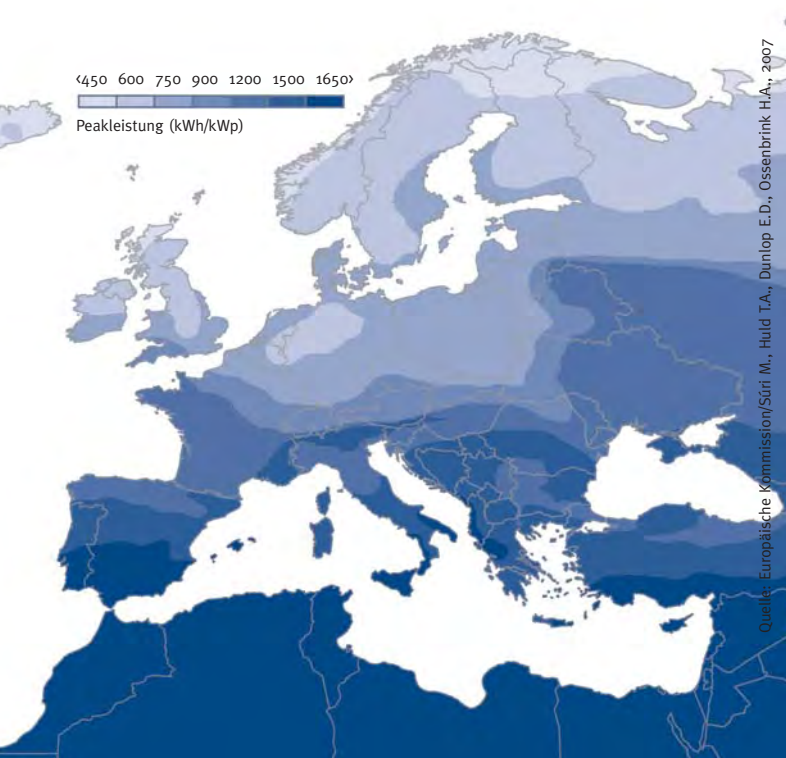 <450 600 750 900 1200 1500 1650>
Peakleistung (kWh/kWp)
Quelle: Europäische Kommission/Súri M., Huld T.A., Dunlop E.D., Ossenbrink H.A., 2007